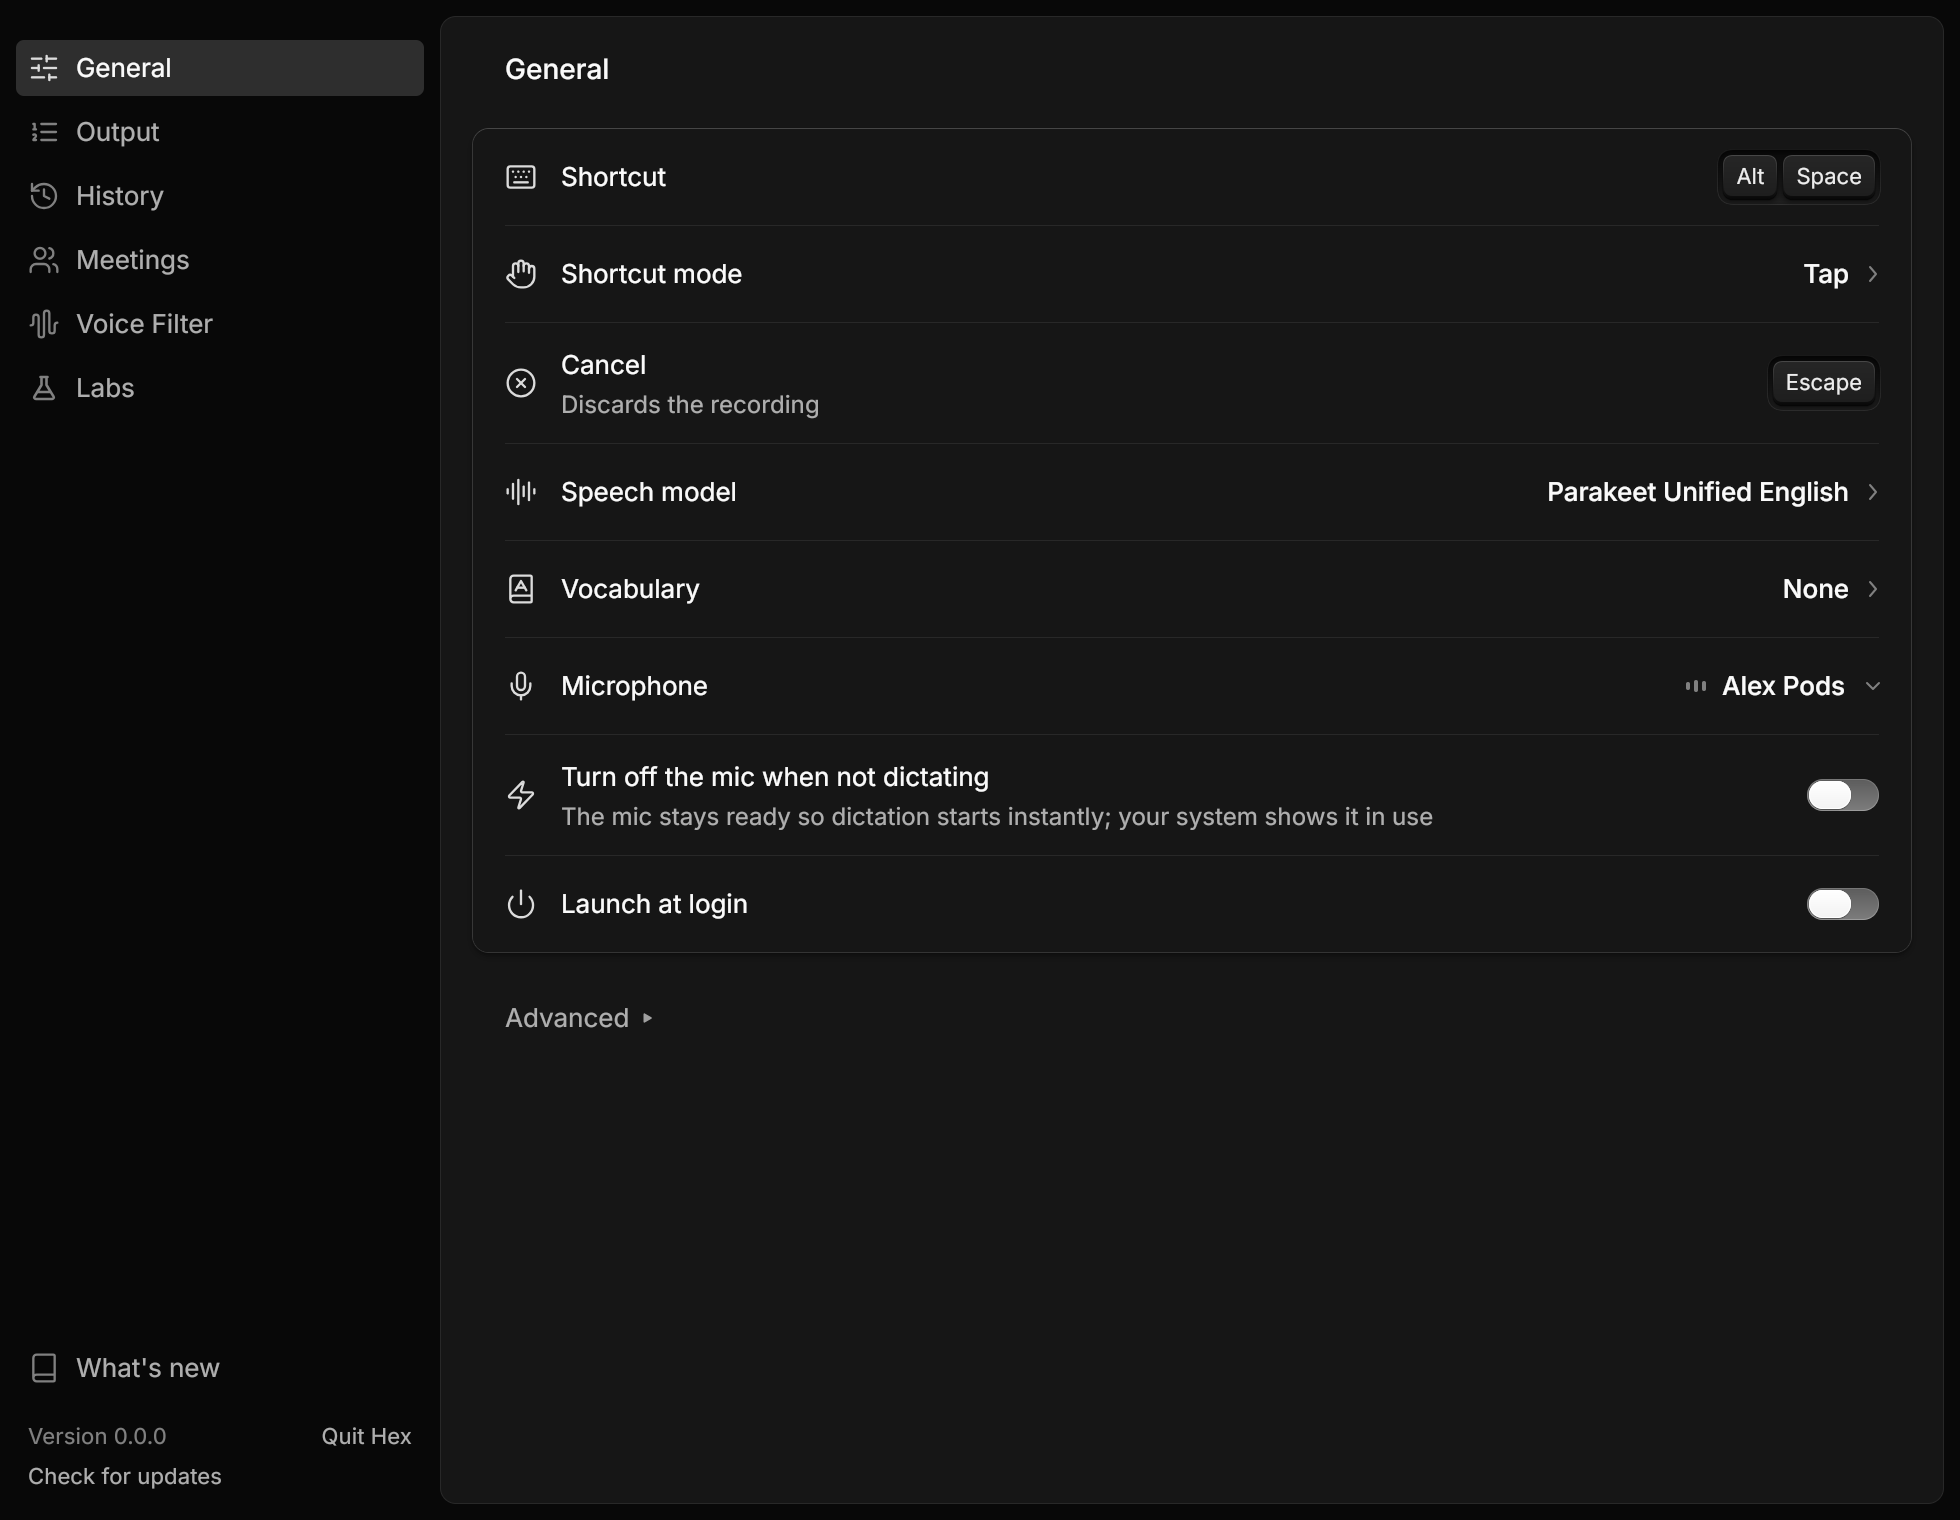 General
Output
History
Meetings
Voice Filter
Labs
What's new
Version 0.0.0
Quit Hex
Check for updates
General
Shortcut
Alt Space
Shortcut mode
Tap
Cancel
Discards the recording
Escape
Speech model
Parakeet Unified English
Vocabulary
None
Microphone
Alex Pods
Turn off the mic when not dictating
The mic stays ready so dictation starts instantly; your system shows it in use
Launch at login
Advanced